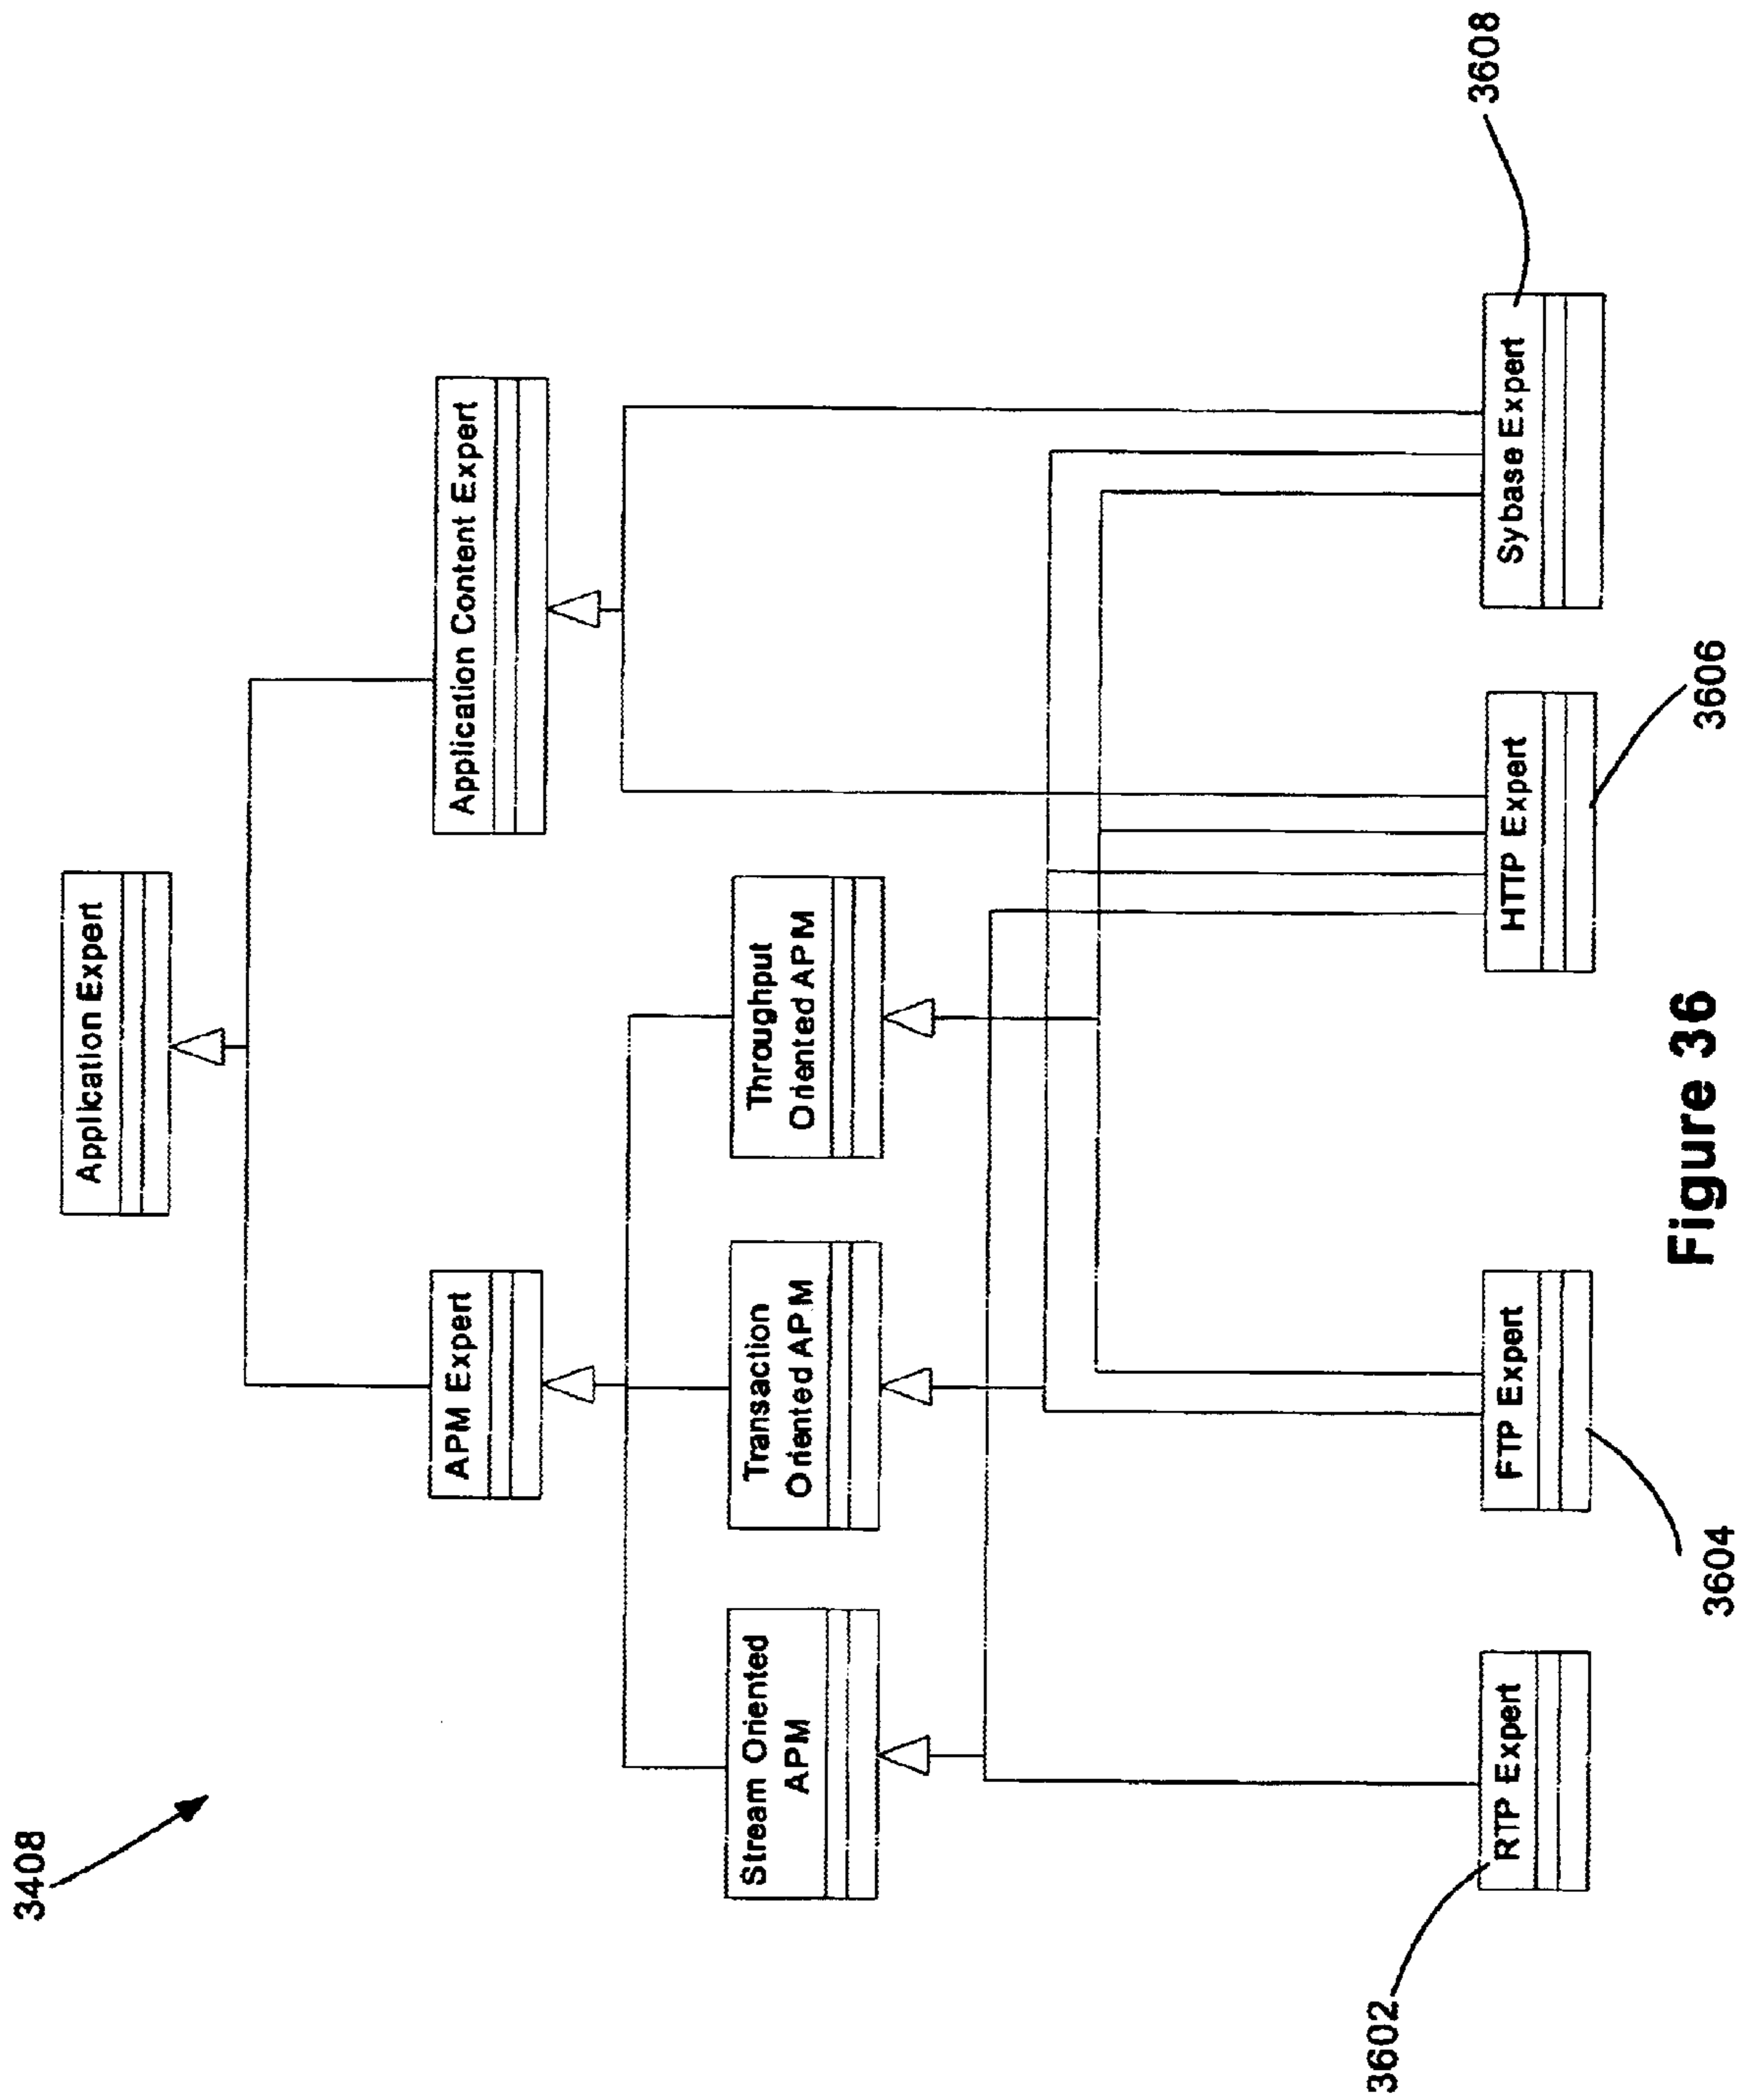 3408
Application Expert
APM Expert
Application Content Expert
Stream Oriented
APM
Transaction
Oriented APM
Throughput
Oriented APM
RTP Expert
FTP Expert
HTTP Expert
Sybase Expert
3602
3604
3606
3608
Figure 36